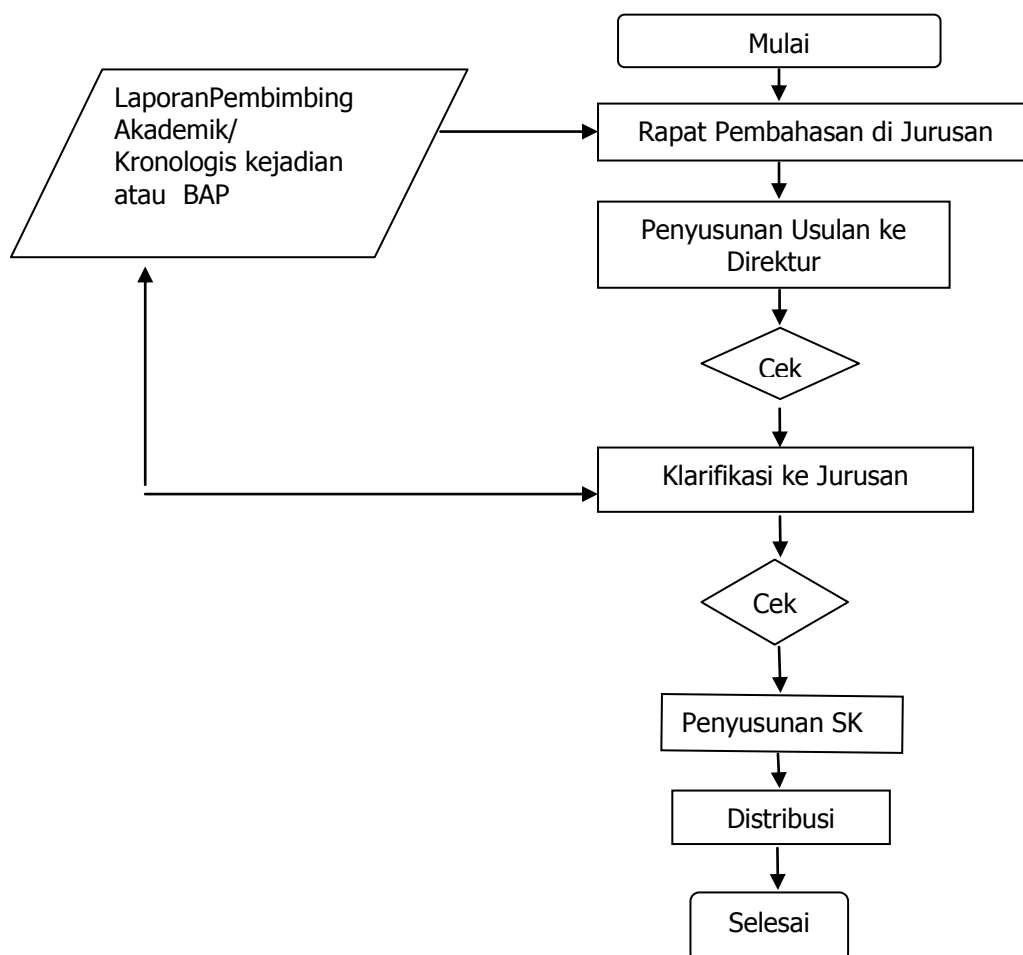 Mulai
LaporanPembimbing
Akademik/
Kronologis kejadian
atau BAP
Rapat Pembahasan di Jurusan
Penyusunan Usulan ke
Direktur
Cek
Klarifikasi ke Jurusan
Cek
Penyusunan SK
Distribusi
Selesai